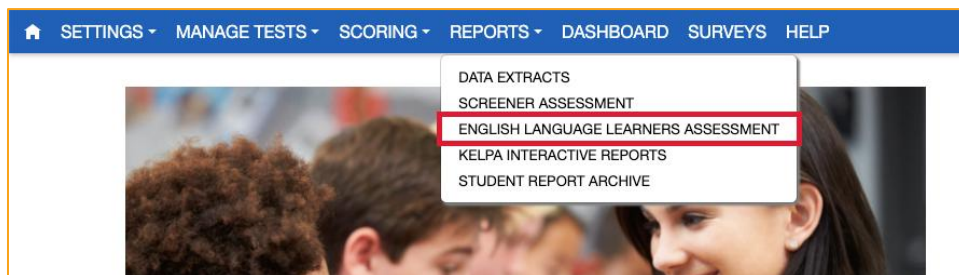 SETTINGS MANAGE TESTS SCORING REPORTS DASHBOARD SURVEYS HELP
DATA EXTRACTS
SCREENER ASSESSMENT
ENGLISH LANGUAGE LEARNERS ASSESSMENT
KELPA INTERACTIVE REPORTS
STUDENT REPORT ARCHIVE